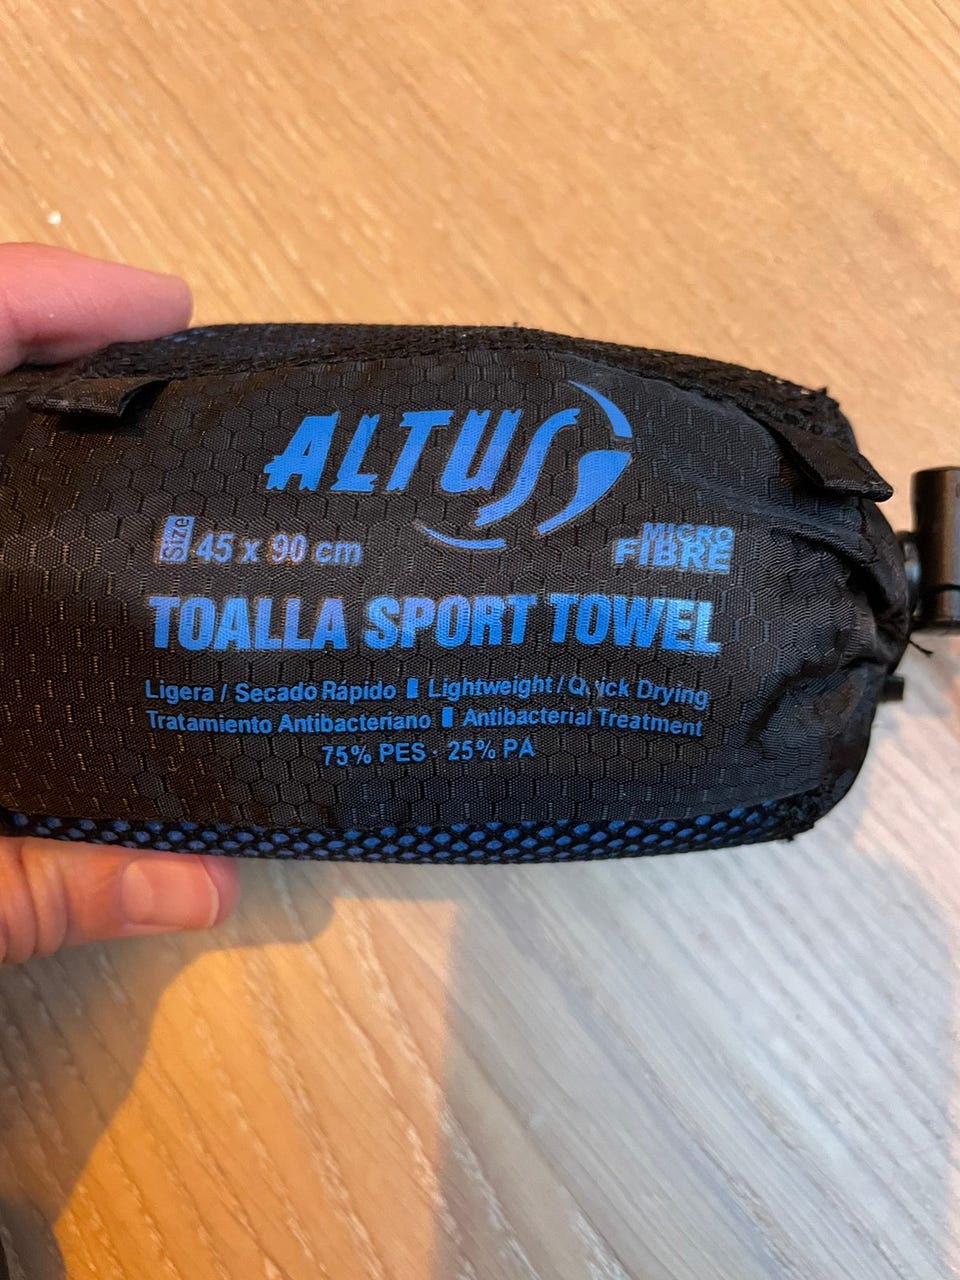 ALTUS
Size 45 x 90 cm
MICRO
FIBRE
TOALLA SPORT TOWEL
Ligera / Secado Rápido ▮ Lightweight / Quick Drying
Tratamiento Antibacteriano ▮ Antibacterial Treatment
75% PES · 25% PA